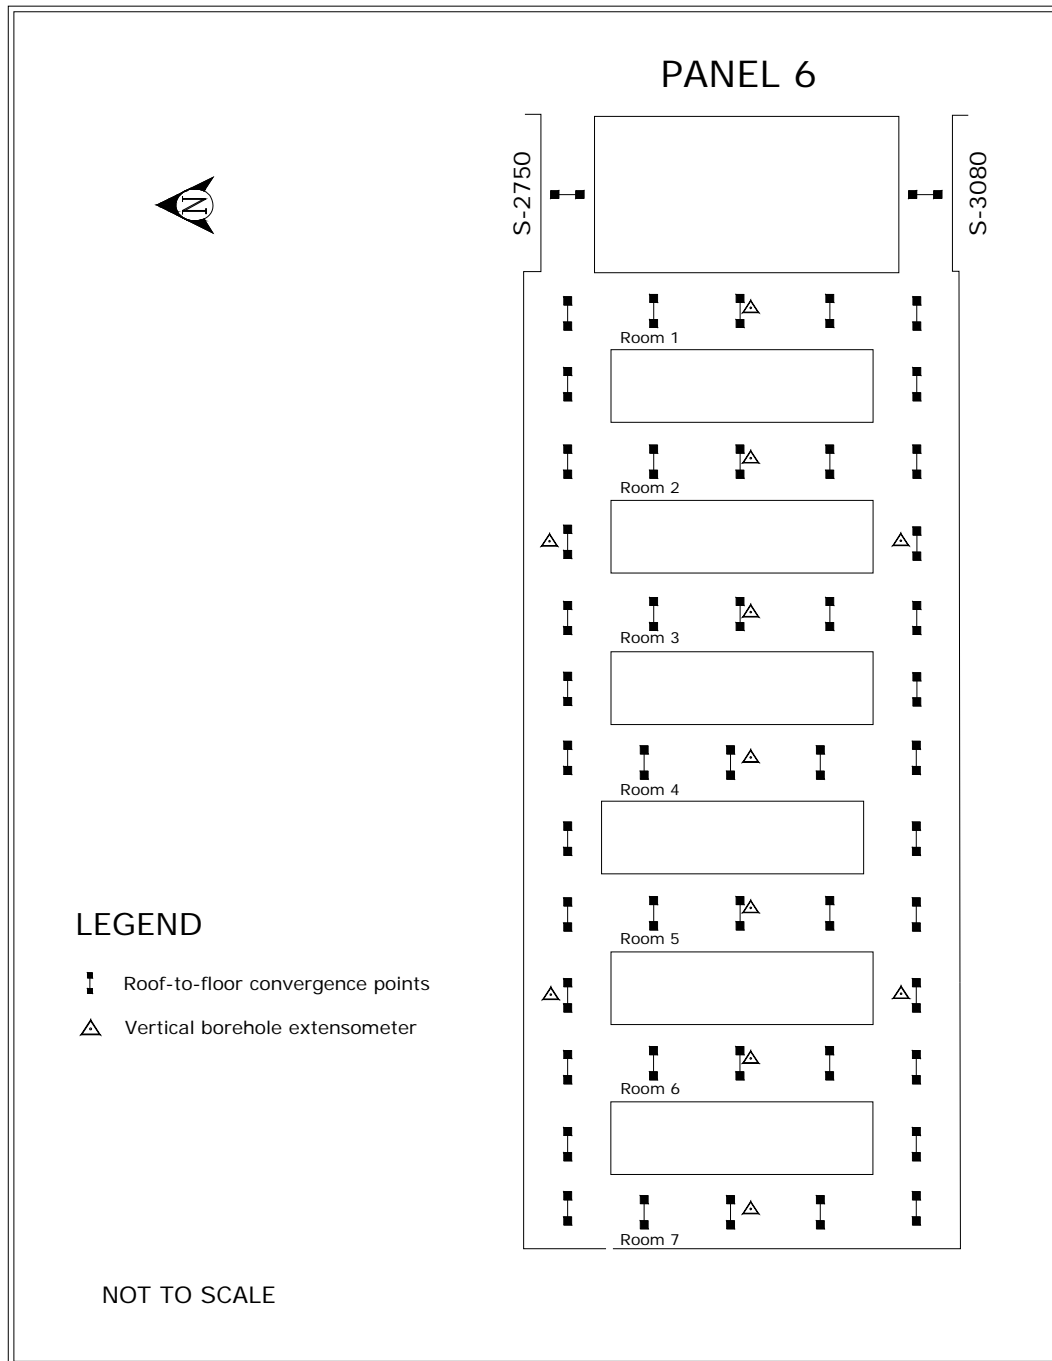 PANEL 6
S-2750
S-3080
N
Room 1
Room 2
Room 3
Room 4
Room 5
Room 6
Room 7
LEGEND
Roof-to-floor convergence points
Vertical borehole extensometer
NOT TO SCALE